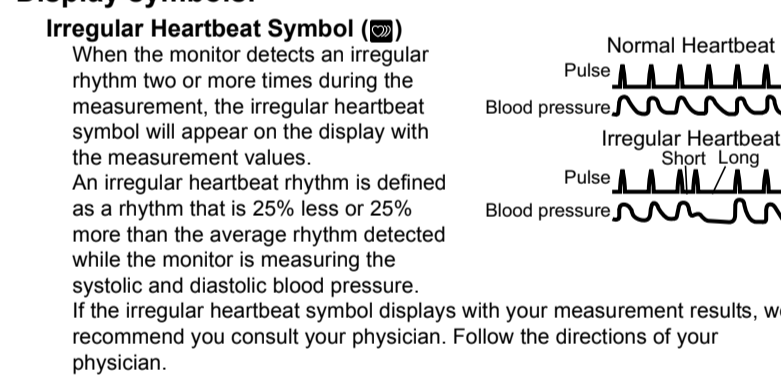 Irregular Heartbeat Symbol ( )
When the monitor detects an irregular
rhythm two or more times during the
measurement, the irregular heartbeat
symbol will appear on the display with
the measurement values.
An irregular heartbeat rhythm is defined
as a rhythm that is 25% less or 25%
more than the average rhythm detected
while the monitor is measuring the
systolic and diastolic blood pressure.
If the irregular heartbeat symbol displays with your measurement results,
recommend you consult your physician. Follow the directions of your
physician.
Normal Heartbeat
Pulse
Blood pressure
Irregular Heartbeat
Short Long
Pulse
Blood pressure